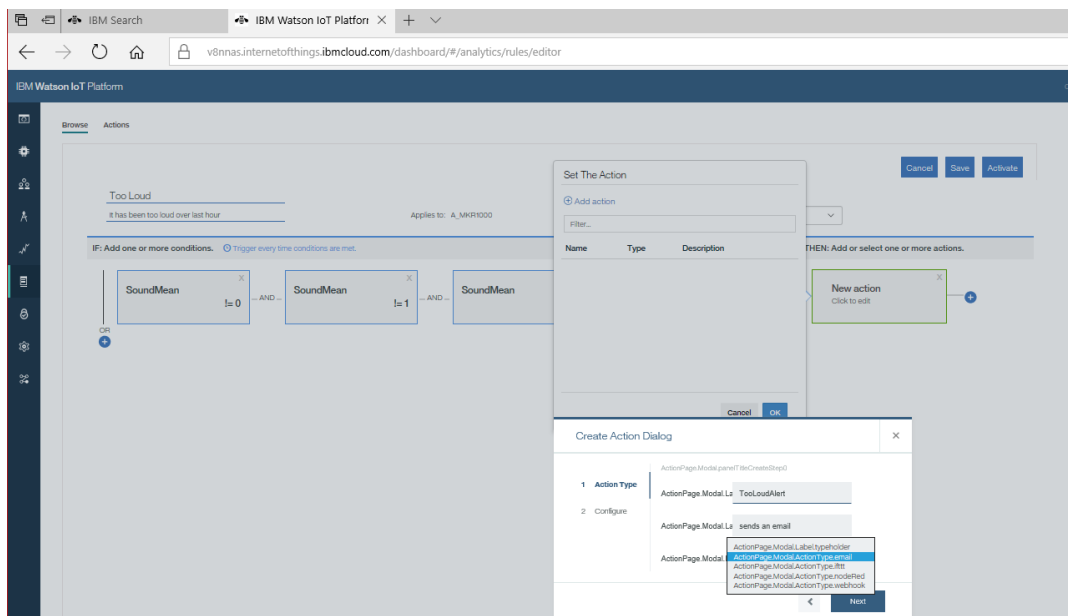 IBM Search
IBM Watson IoT Platforr
v8nnas.internetofthings.ibmcloud.com/dashboard/#/analytics/rules/editor
IBM Watson IoT Platform
Browse Actions
Cancel Save Activate
Too Loud
It has been too loud over last hour
Applies to: A_MKR1000
IF: Add one or more conditions. Trigger every time conditions are met.
THEN: Add or select one or more actions.
SoundMean
!= 0
X
... AND ...
SoundMean
!= 1
X
... AND ...
SoundMean
OR
Set The Action
Add action
Filter...
Name Type Description
Cancel OK
New action
Click to edit
X
Create Action Dialog
1 Action Type
2 Configure
ActionPage.Modal.panelTitleCreateStep0
ActionPage.Modal.La TooLoudAlert
ActionPage.Modal.La sends an email
ActionPage.Modal.
ActionPage.Modal.Label.typeholder
ActionPage.Modal.ActionType.email
ActionPage.Modal.ActionType.ifttt
ActionPage.Modal.ActionType.nodeRed
ActionPage.Modal.ActionType.webhook
Next